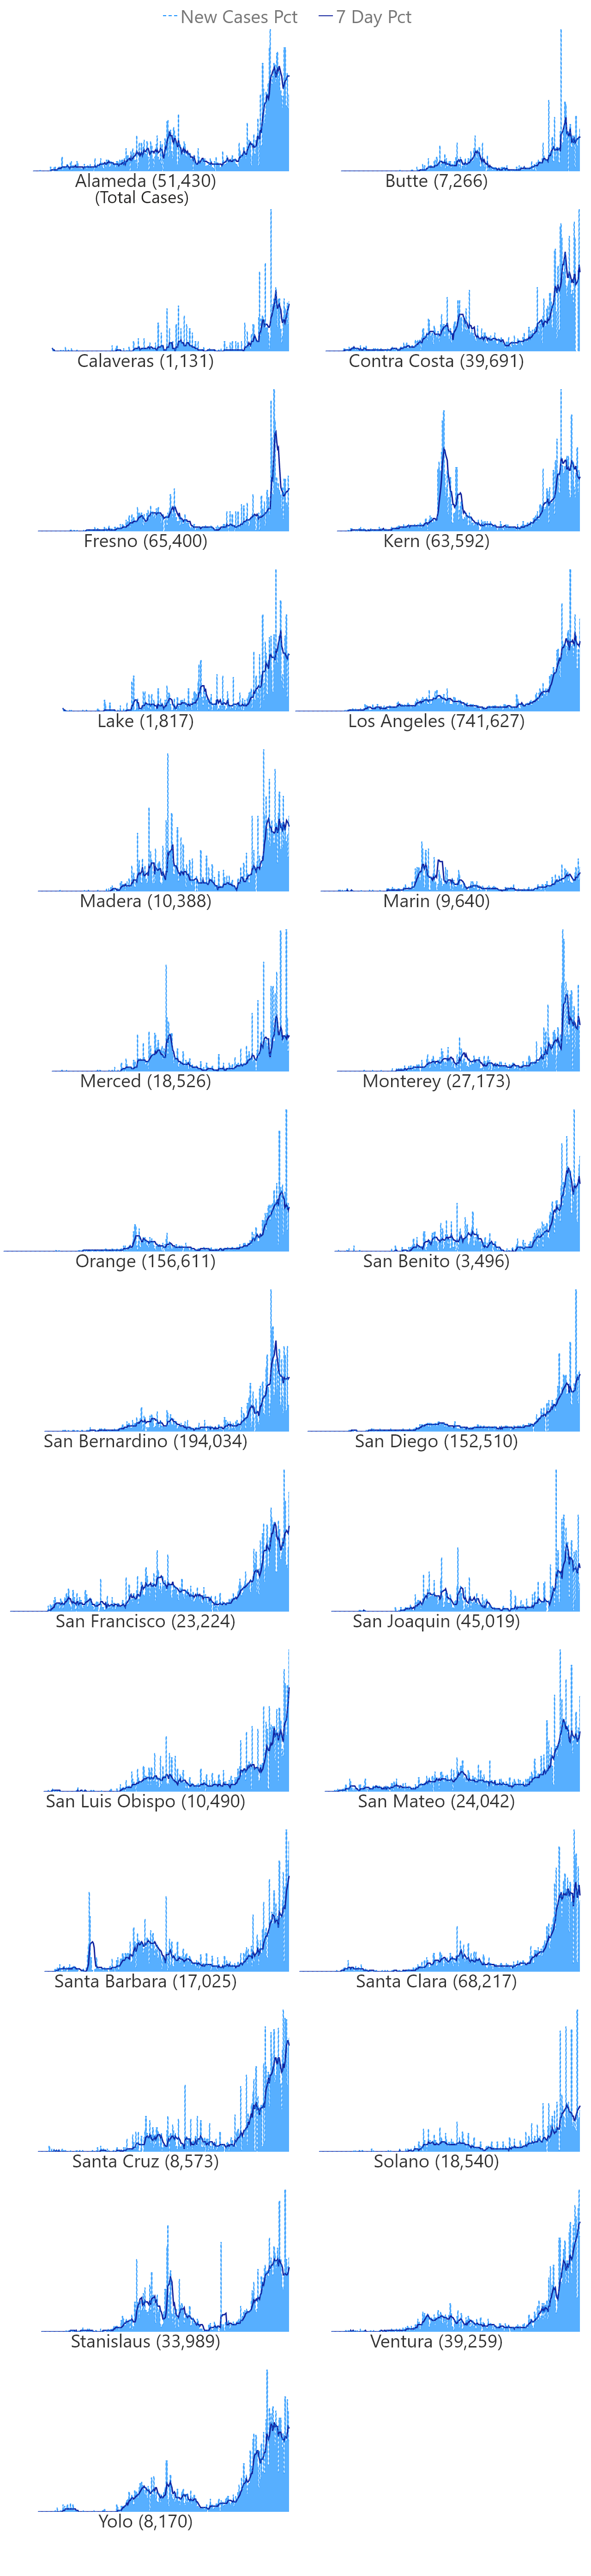 New Cases Pct 7 Day Pct
Alameda (51,430)
(Total Cases)
Butte (7,266)
Calaveras (1,131)
Contra Costa (39,691)
Fresno (65,400)
Kern (63,592)
Lake (1,817)
Los Angeles (741,627)
Madera (10,388)
Marin (9,640)
Merced (18,526)
Monterey (27,173)
Orange (156,611)
San Benito (3,496)
San Bernardino (194,034)
San Diego (152,510)
San Francisco (23,224)
San Joaquin (45,019)
San Luis Obispo (10,490)
San Mateo (24,042)
Santa Barbara (17,025)
Santa Clara (68,217)
Santa Cruz (8,573)
Solano (18,540)
Stanislaus (33,989)
Ventura (39,259)
Yolo (8,170)